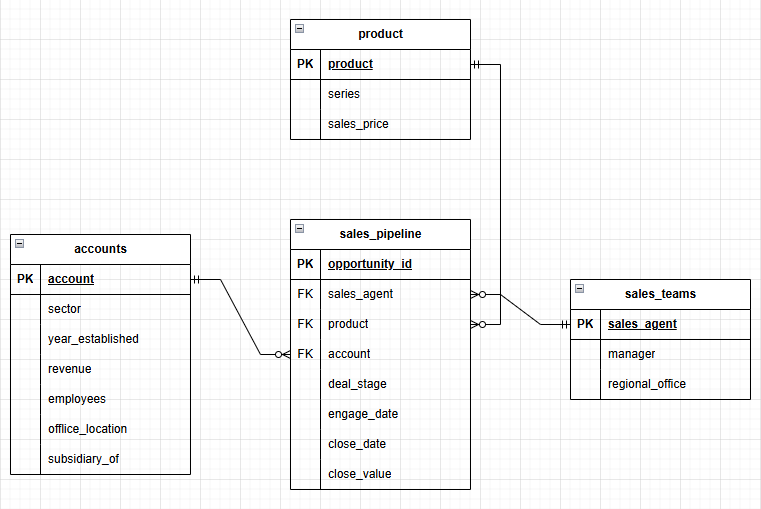 product
PK product
series
sales_price
accounts
PK account
sector
year_established
revenue
employees
offlice_location
subsidiary_of
sales_pipeline
PK opportunity_id
FK sales_agent
FK product
FK account
deal_stage
engage_date
close_date
close_value
sales_teams
PK sales_agent
manager
regional_office